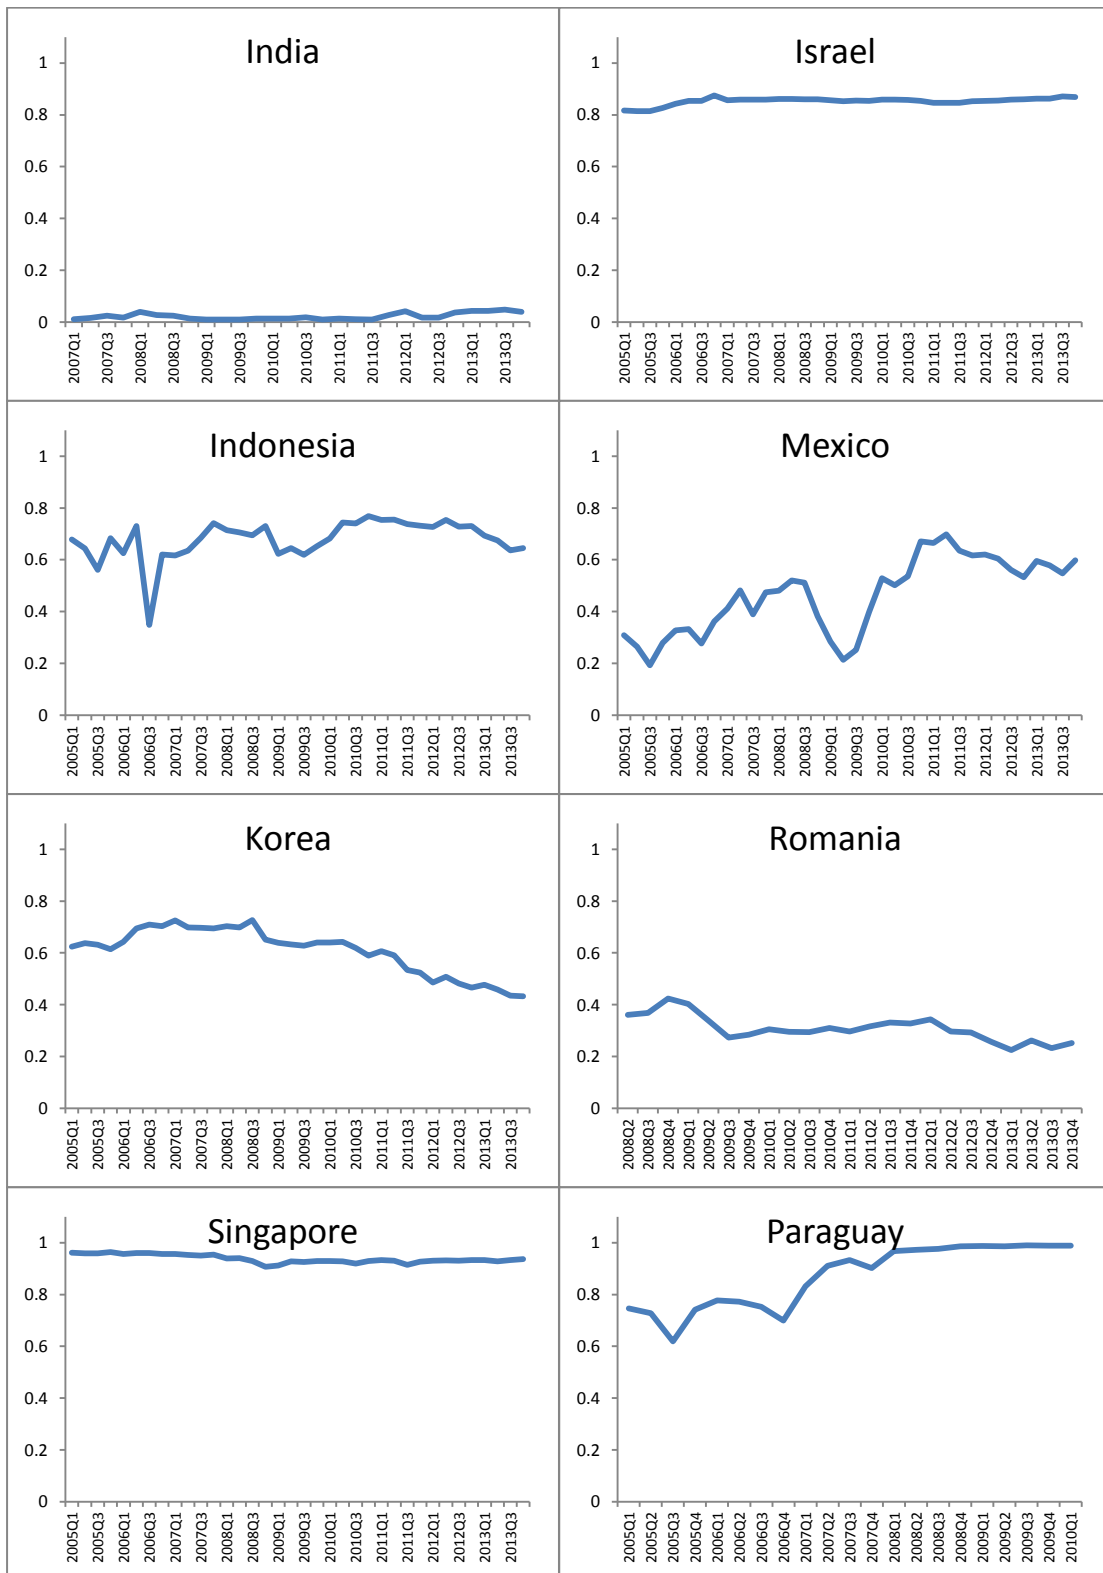 India
1
0.8
0.6
0.4
0.2
0
2007Q1
2007Q3
2008Q1
2008Q3
2009Q1
2009Q3
2010Q1
2010Q3
2011Q1
2011Q3
2012Q1
2012Q3
2013Q1
2013Q3
Israel
1
0.8
0.6
0.4
0.2
0
2005Q1
2005Q3
2006Q1
2006Q3
2007Q1
2007Q3
2008Q1
2008Q3
2009Q1
2009Q3
2010Q1
2010Q3
2011Q1
2011Q3
2012Q1
2012Q3
2013Q1
2013Q3
Indonesia
1
0.8
0.6
0.4
0.2
0
2005Q1
2005Q3
2006Q1
2006Q3
2007Q1
2007Q3
2008Q1
2008Q3
2009Q1
2009Q3
2010Q1
2010Q3
2011Q1
2011Q3
2012Q1
2012Q3
2013Q1
2013Q3
Mexico
1
0.8
0.6
0.4
0.2
0
2005Q1
2005Q3
2006Q1
2006Q3
2007Q1
2007Q3
2008Q1
2008Q3
2009Q1
2009Q3
2010Q1
2010Q3
2011Q1
2011Q3
2012Q1
2012Q3
2013Q1
2013Q3
Korea
1
0.8
0.6
0.4
0.2
0
2005Q1
2005Q3
2006Q1
2006Q3
2007Q1
2007Q3
2008Q1
2008Q3
2009Q1
2009Q3
2010Q1
2010Q3
2011Q1
2011Q3
2012Q1
2012Q3
2013Q1
2013Q3
Romania
1
0.8
0.6
0.4
0.2
0
2008Q2
2008Q3
2008Q4
2009Q1
2009Q2
2009Q3
2009Q4
2010Q1
2010Q2
2010Q3
2010Q4
2011Q1
2011Q2
2011Q3
2011Q4
2012Q1
2012Q2
2012Q3
2012Q4
2013Q1
2013Q2
2013Q3
2013Q4
Singapore
1
0.8
0.6
0.4
0.2
0
2005Q1
2005Q3
2006Q1
2006Q3
2007Q1
2007Q3
2008Q1
2008Q3
2009Q1
2009Q3
2010Q1
2010Q3
2011Q1
2011Q3
2012Q1
2012Q3
2013Q1
2013Q3
Paraguay
1
0.8
0.6
0.4
0.2
0
2005Q1
2005Q2
2005Q3
2005Q4
2006Q1
2006Q2
2006Q3
2006Q4
2007Q1
2007Q2
2007Q3
2007Q4
2008Q1
2008Q2
2008Q3
2008Q4
2009Q1
2009Q2
2009Q3
2009Q4
2010Q1